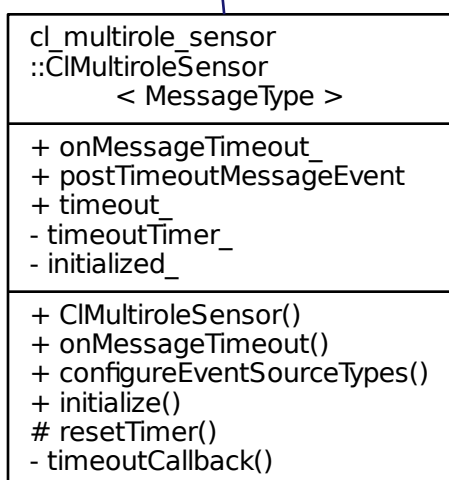 cl_multirole_sensor
::ClMultiroleSensor
< MessageType >
+ onMessageTimeout_
+ postTimeoutMessageEvent
+ timeout_
- timeoutTimer_
- initialized_
+ ClMultiroleSensor()
+ onMessageTimeout()
+ configureEventSourceTypes()
+ initialize()
# resetTimer()
- timeoutCallback()